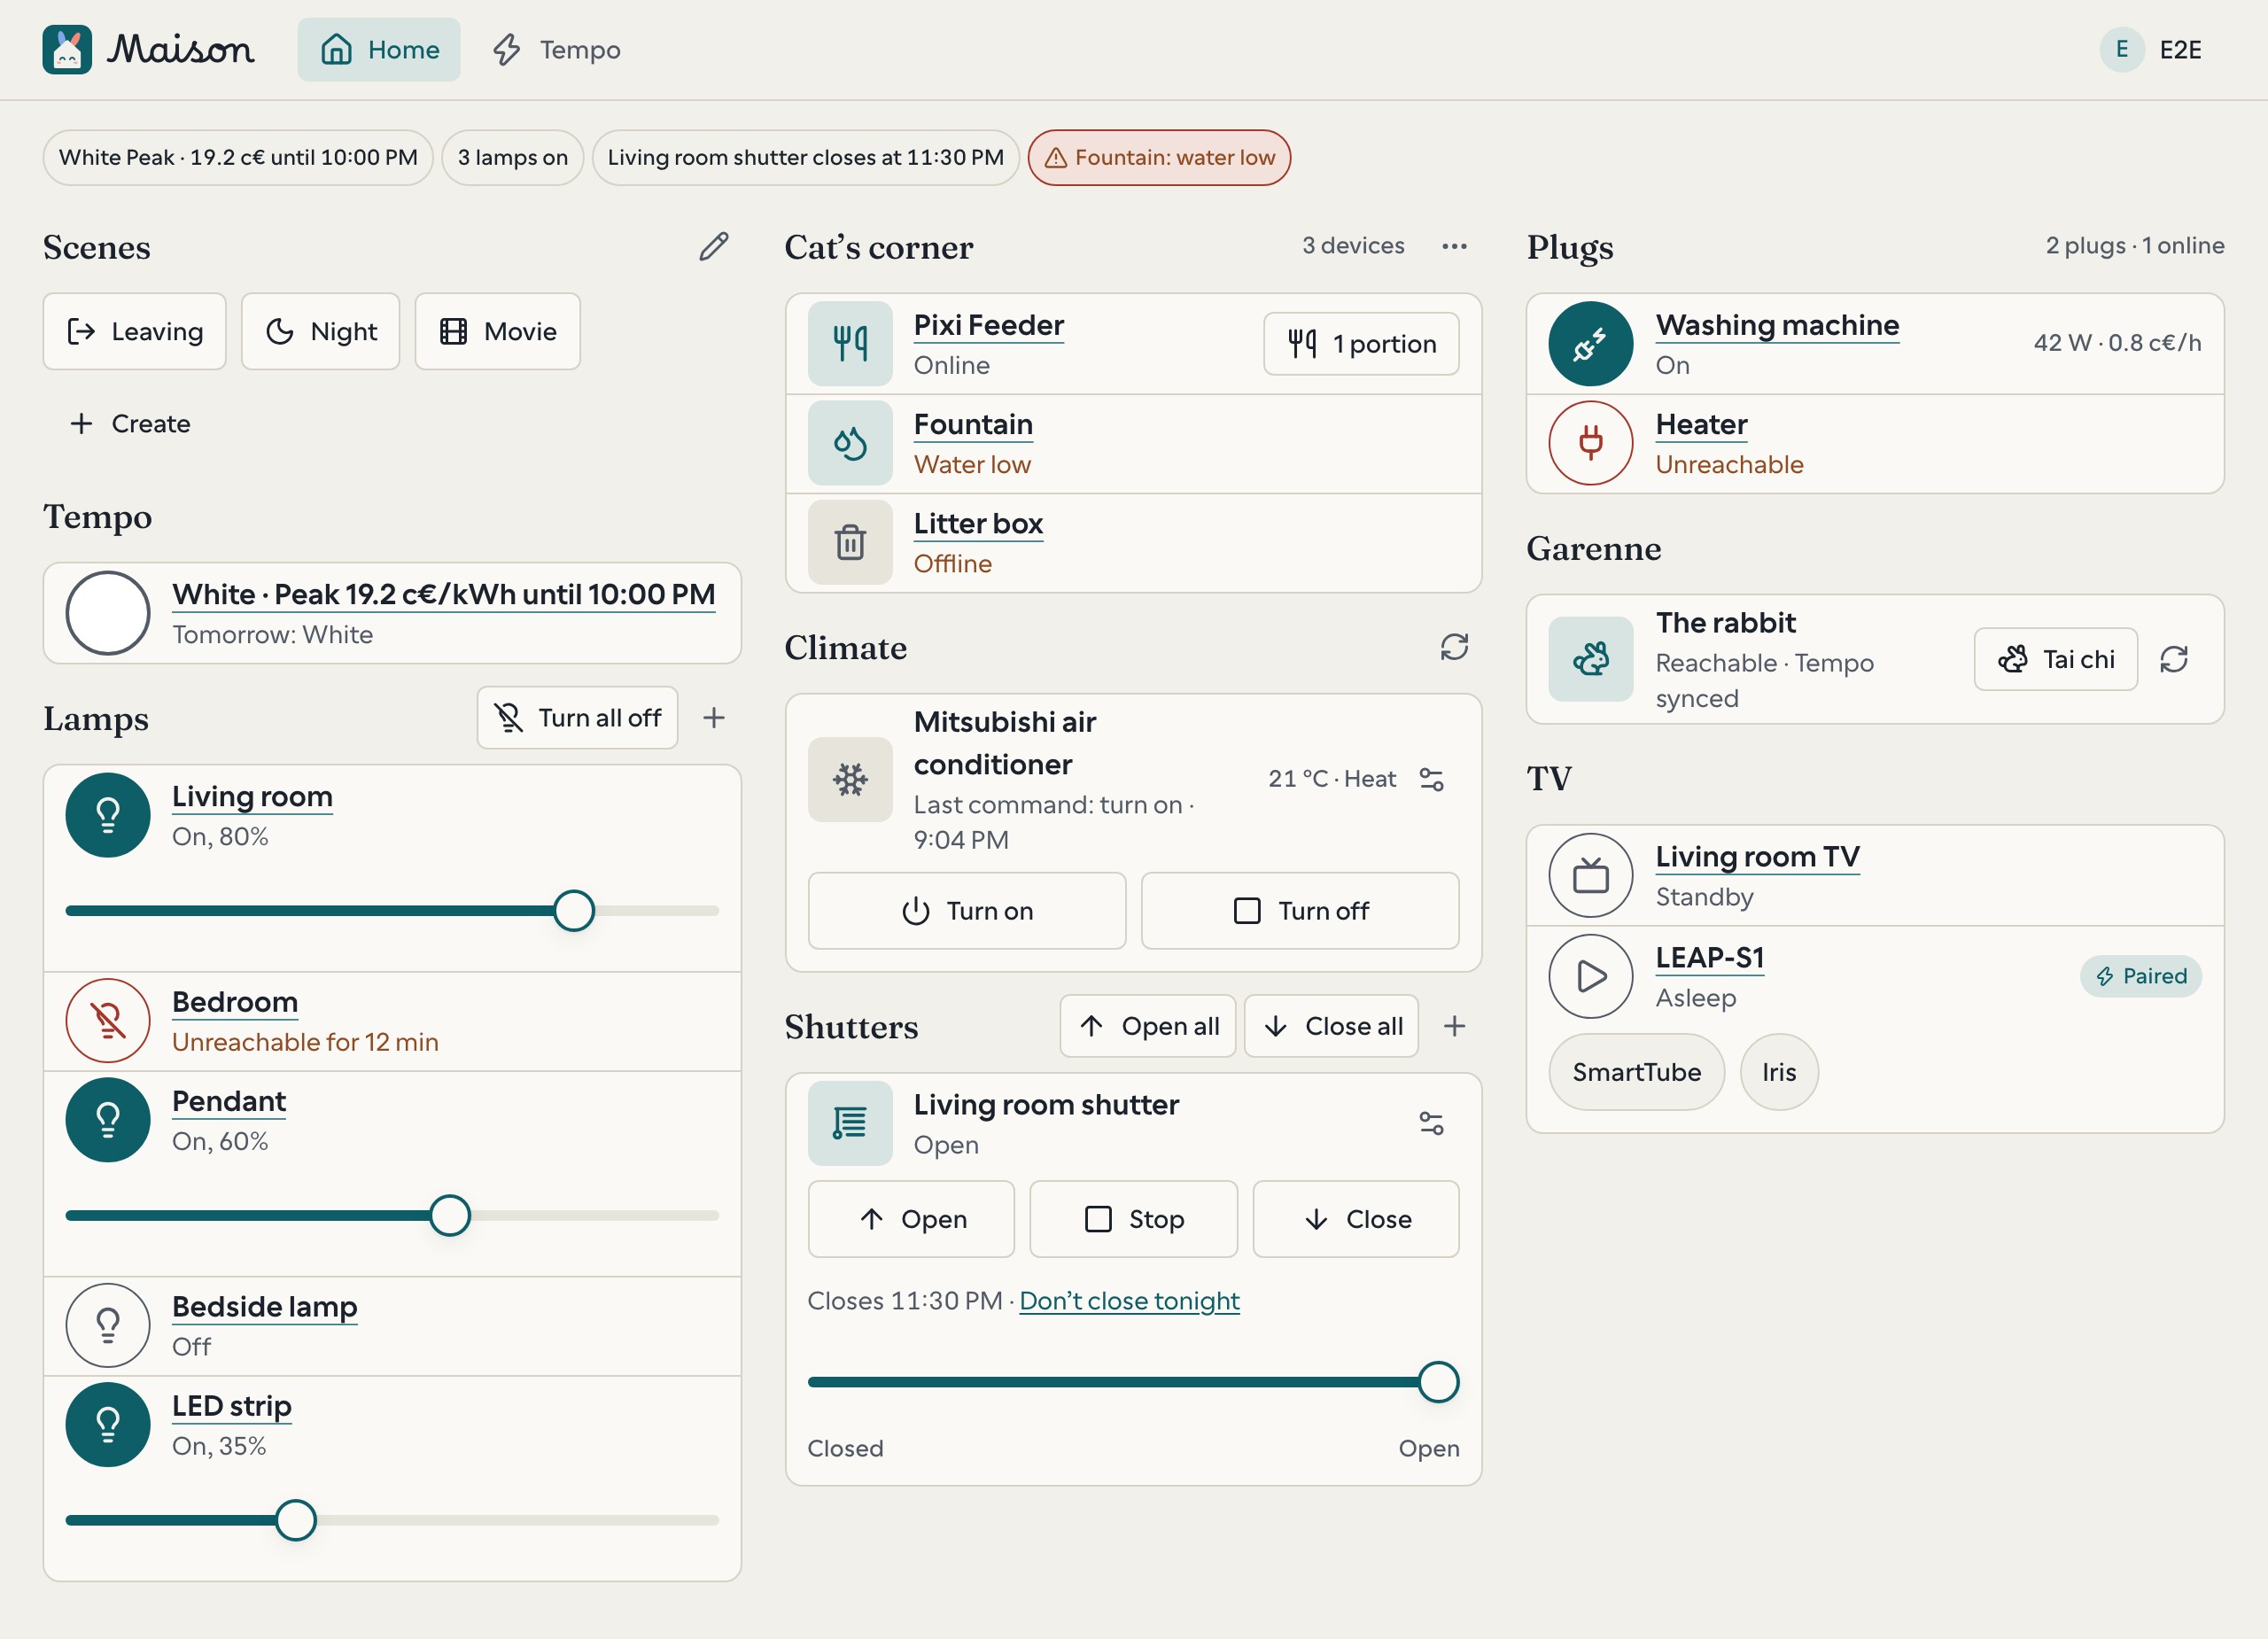 Maison
Home
Tempo
E
E2E
White Peak · 19.2 c€ until 10:00 PM
3 lamps on
Living room shutter closes at 11:30 PM
Fountain: water low
Scenes
Leaving
Night
Movie
Create
Tempo
White · Peak 19.2 c€/kWh until 10:00 PM
Tomorrow: White
Lamps
Turn all off
Living room
On, 80%
Bedroom
Unreachable for 12 min
Pendant
On, 60%
Bedside lamp
Off
LED strip
On, 35%
Cat’s corner
3 devices
Pixi Feeder
Online
1 portion
Fountain
Water low
Litter box
Offline
Climate
Mitsubishi air
conditioner
Last command: turn on ·
9:04 PM
21 °C · Heat
Turn on
Turn off
Shutters
Open all
Close all
Living room shutter
Open
Open
Stop
Close
Closes 11:30 PM · Don’t close tonight
Closed
Open
Plugs
2 plugs · 1 online
Washing machine
On
42 W · 0.8 c€/h
Heater
Unreachable
Garenne
The rabbit
Reachable · Tempo
synced
Tai chi
TV
Living room TV
Standby
LEAP-S1
Asleep
Paired
SmartTube
Iris